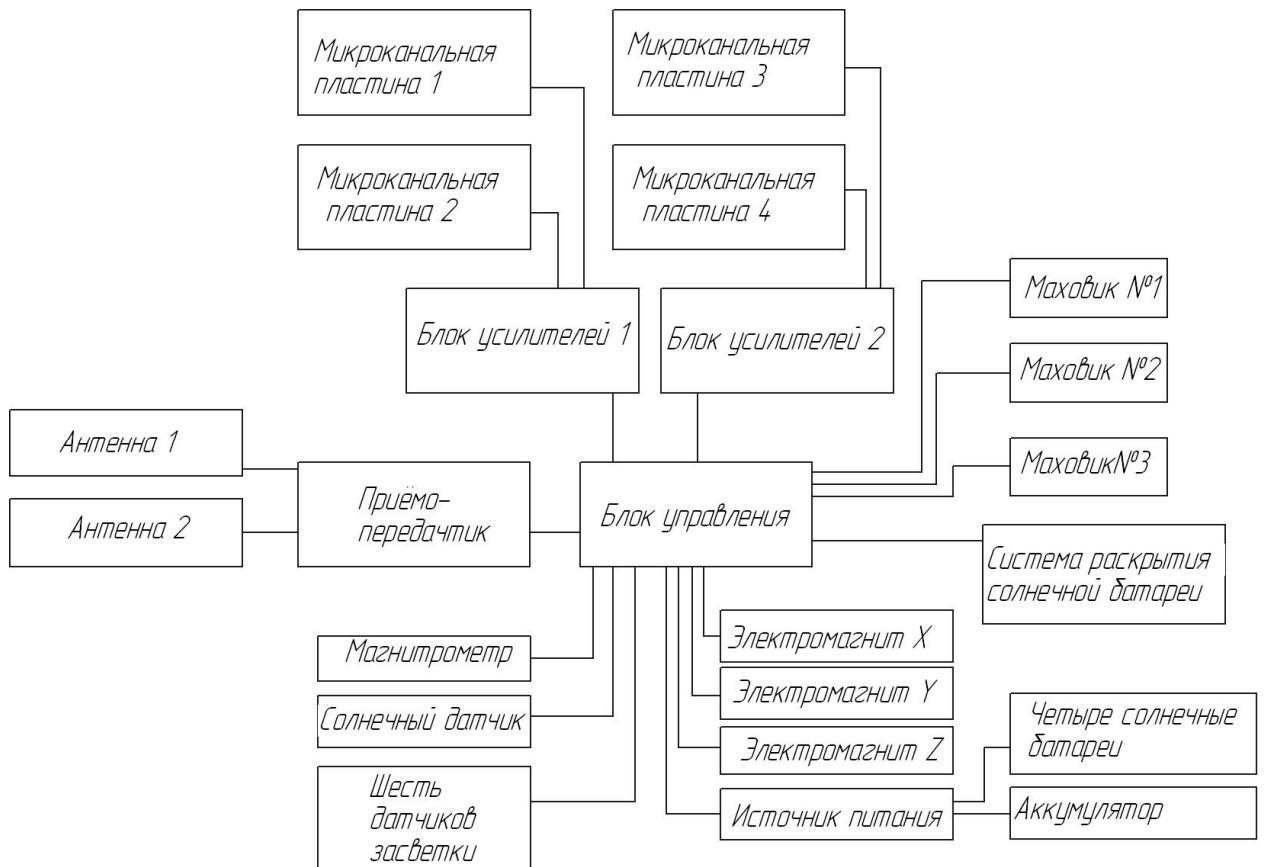 Микроканальная
пластина 1
Микроканальная
пластина 3
Микроканальная
пластина 2
Микроканальная
пластина 4
Блок усилителей 1
Блок усилителей 2
Маховик №1
Маховик №2
Маховик№3
Антенна 1
Антенна 2
Приёмо-
передачтик
Блок управления
Система раскрытия
солнечной батареи
Магнитрометр
Солнечный датчик
Шесть
датчиков
засветки
Электромагнит X
Электромагнит Y
Электромагнит Z
Источник питания
Четыре солнечные
батареи
Аккумулятор